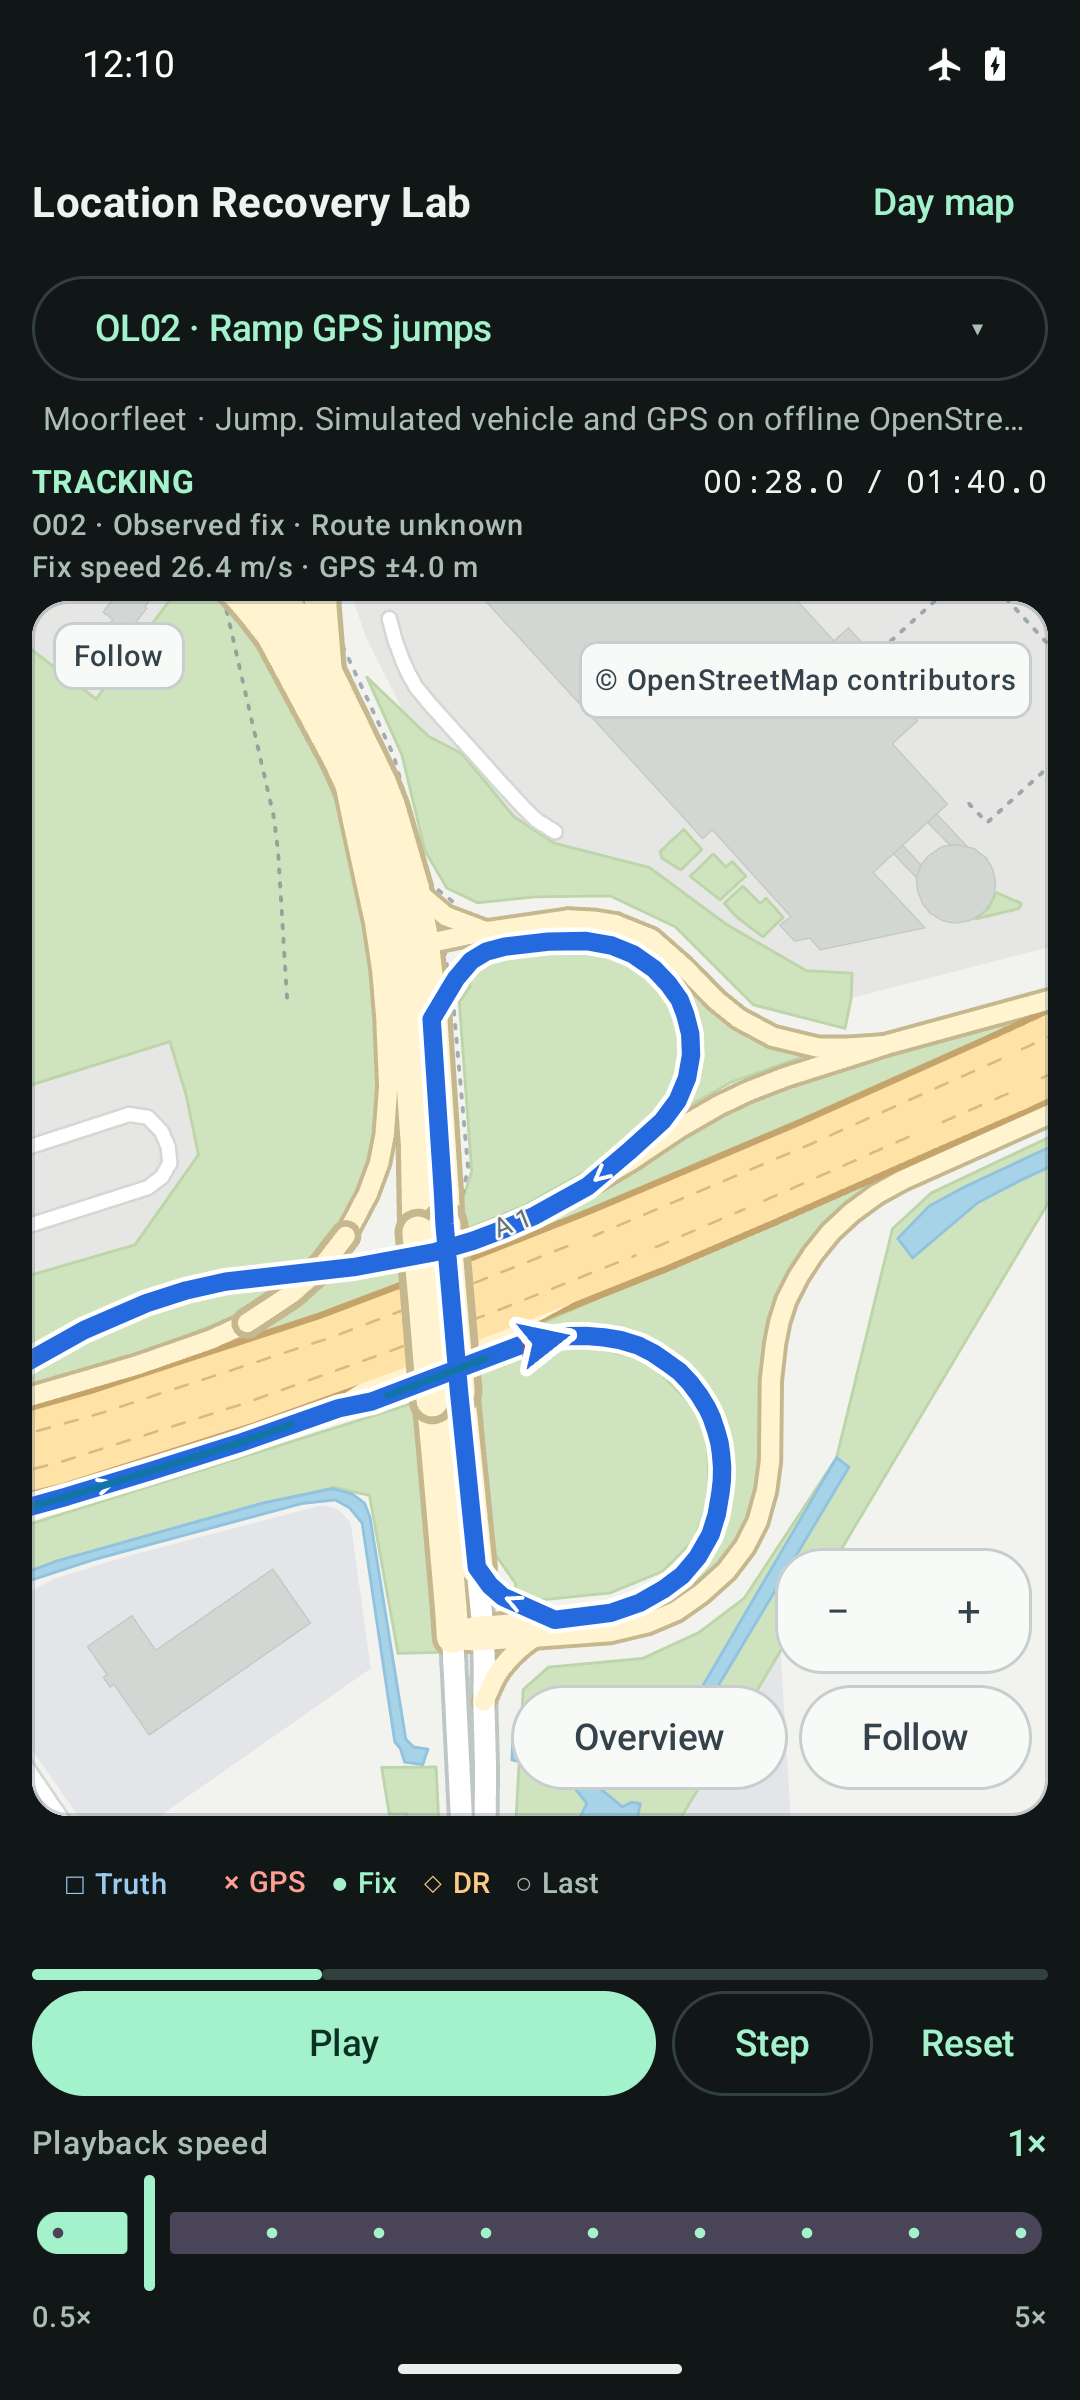 12:10
Location Recovery Lab
Day map
OL02 · Ramp GPS jumps
Moorfleet · Jump. Simulated vehicle and GPS on offline OpenStre…
TRACKING
00:28.0 / 01:40.0
O02 · Observed fix · Route unknown
Fix speed 26.4 m/s · GPS ±4.0 m
Follow
© OpenStreetMap contributors
A1
− +
Overview
Follow
□ Truth × GPS ● Fix ◇ DR ○ Last
Play
Step
Reset
Playback speed
1×
0.5×
5×